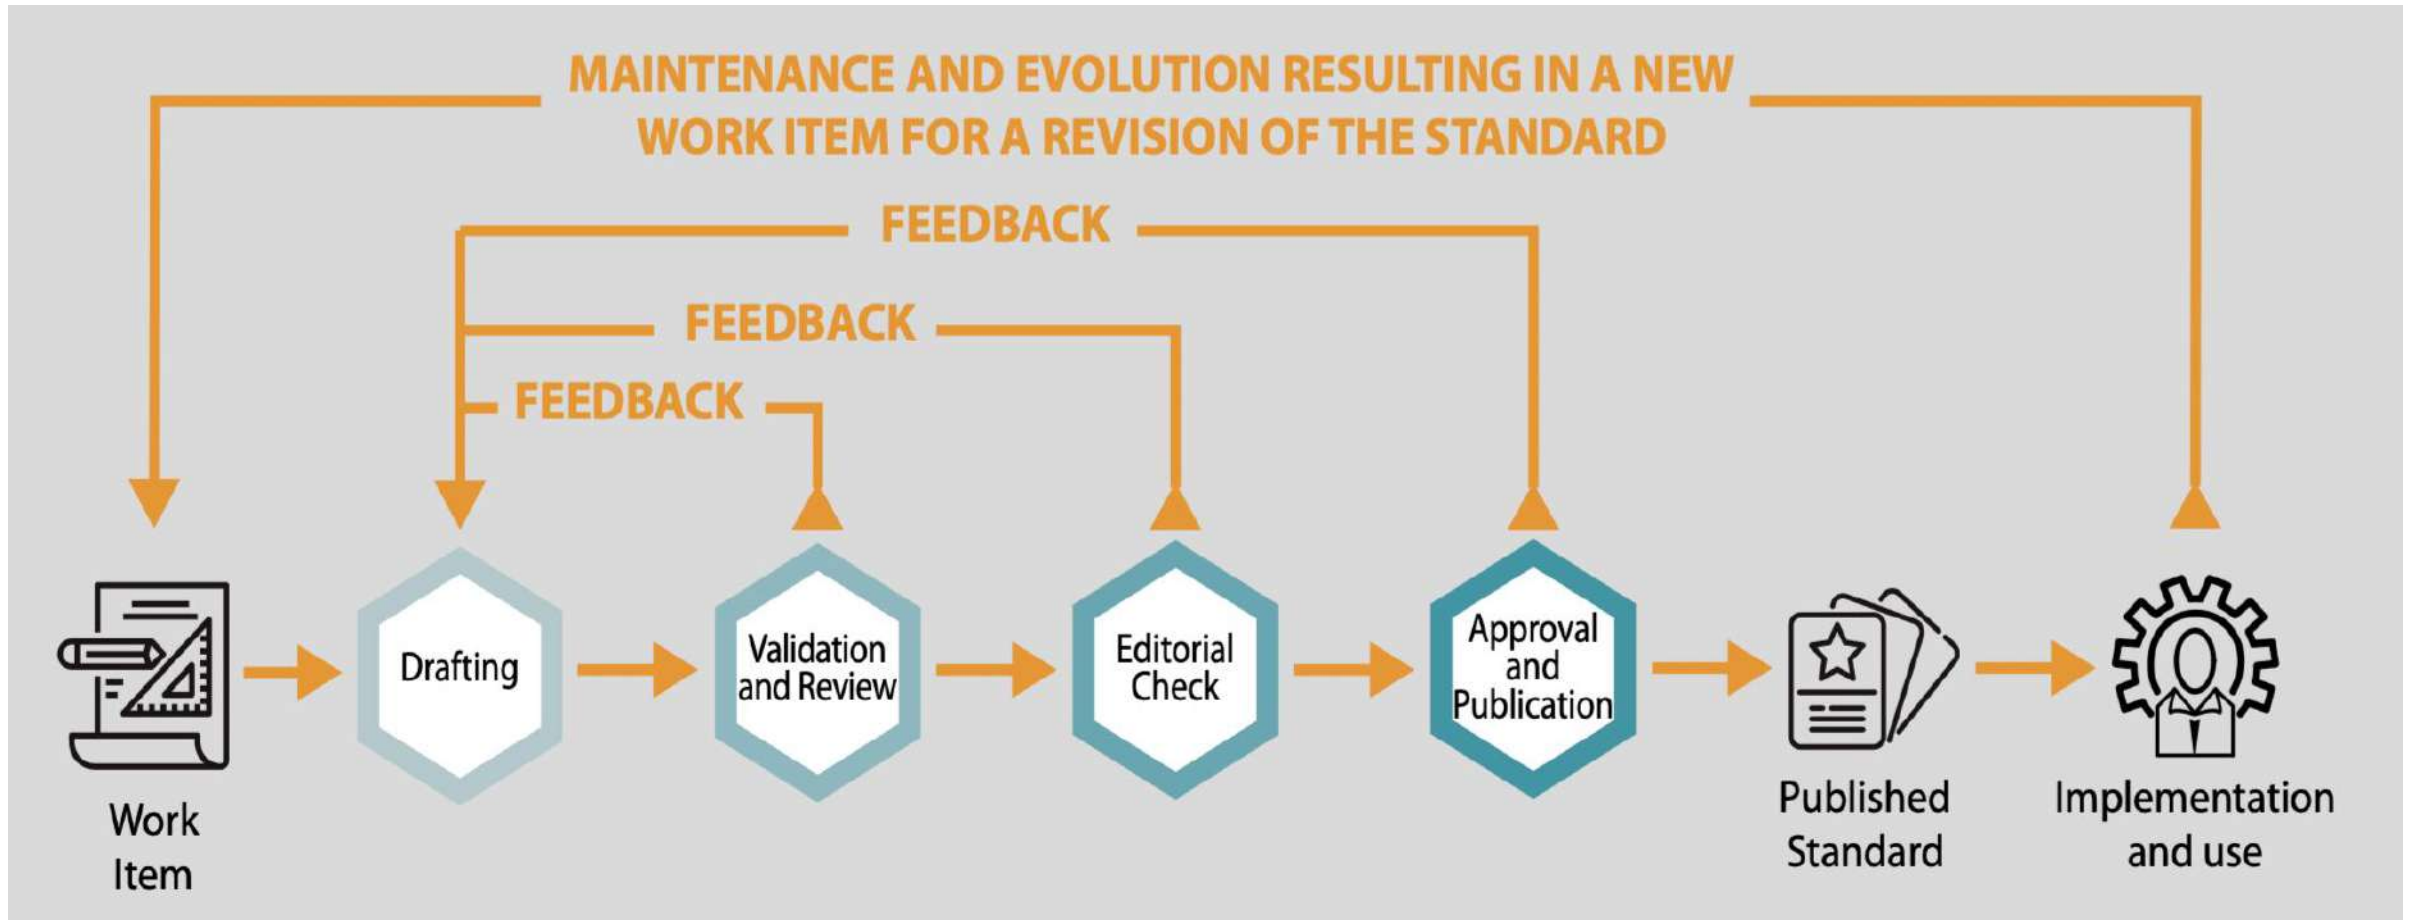 MAINTENANCE AND EVOLUTION RESULTING IN A NEW
WORK ITEM FOR A REVISION OF THE STANDARD
FEEDBACK
FEEDBACK
FEEDBACK
Work
Item
Drafting
Validation
and Review
Editorial
Check
Approval
and
Publication
Published
Standard
Implementation
and use